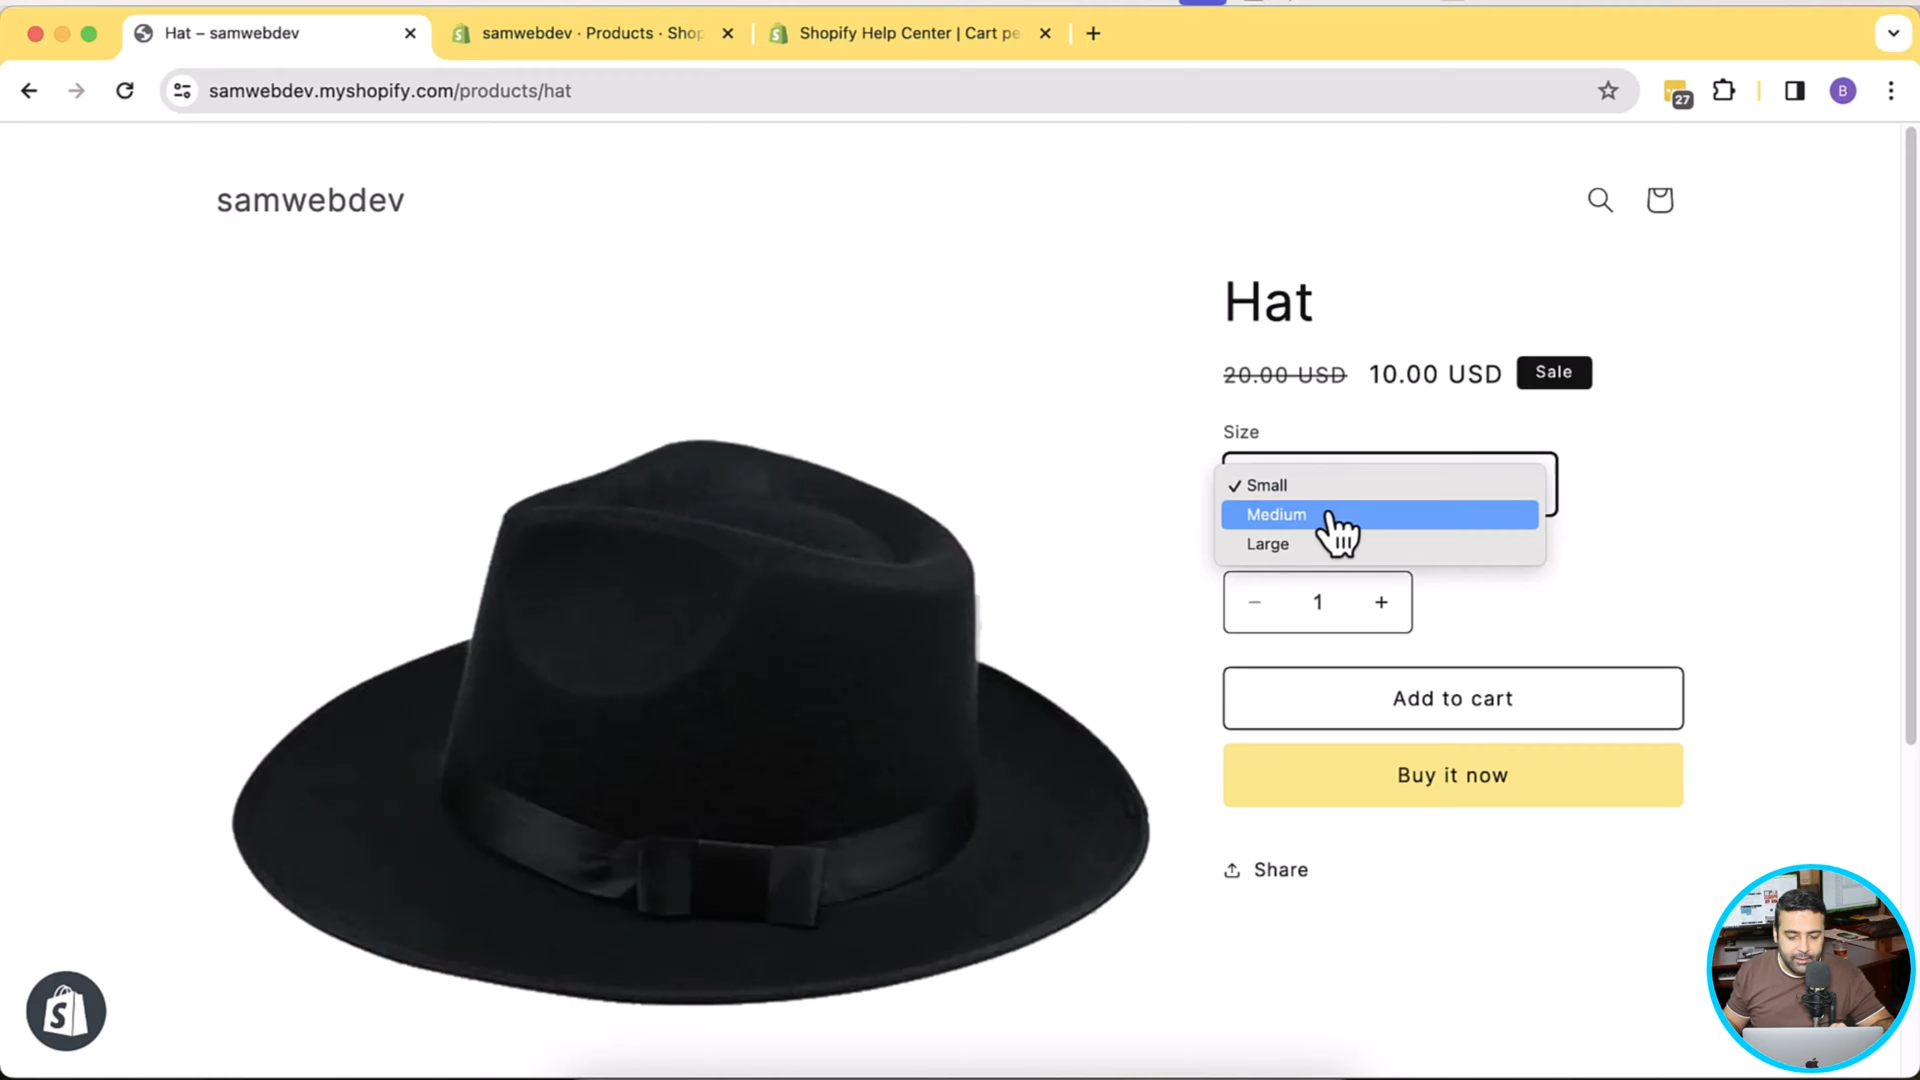 Hat – samwebdev
samwebdev · Products · Shop
Shopify Help Center | Cart pe
samwebdev.myshopify.com/products/hat
27
B
samwebdev
Hat
20.00 USD 10.00 USD Sale
Size
✓ Small
Medium
Large
− 1 +
Add to cart
Buy it now
Share